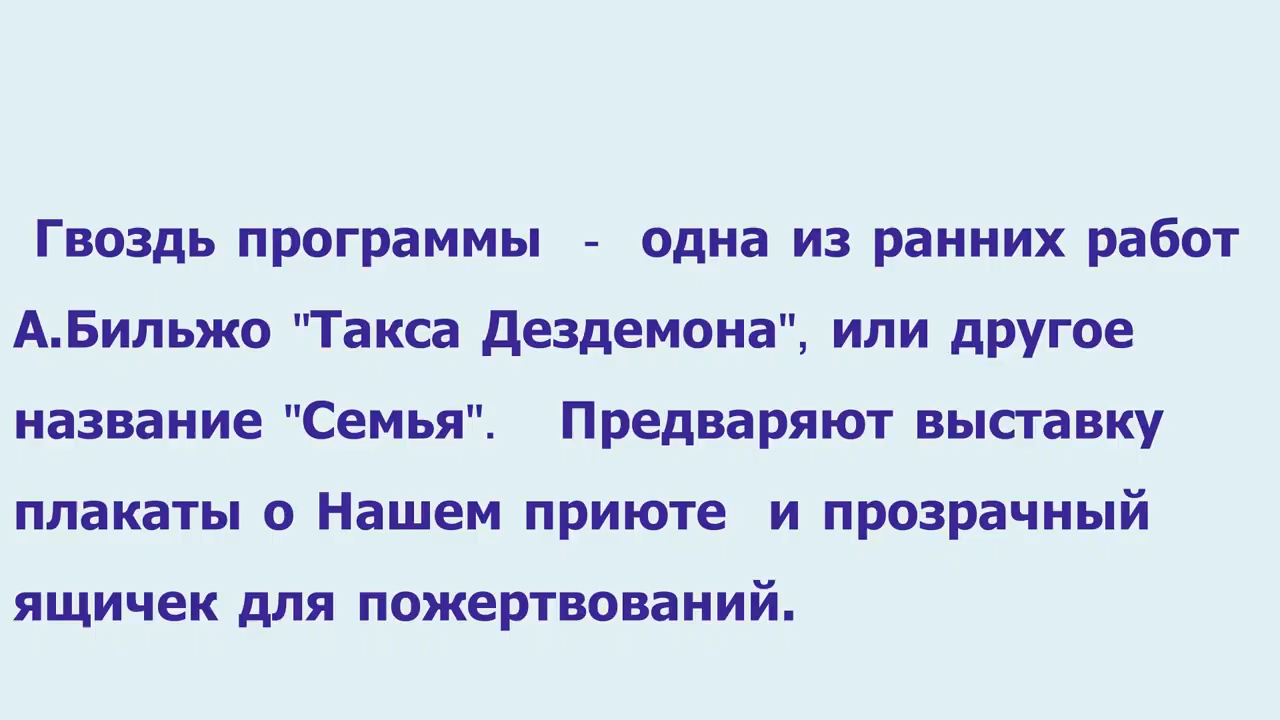 Гвоздь программы - одна из ранних работ
А.Бильжо "Такса Дездемона", или другое
название "Семья". Предваряют выставку
плакаты о Нашем приюте и прозрачный
ящичек для пожертвований.